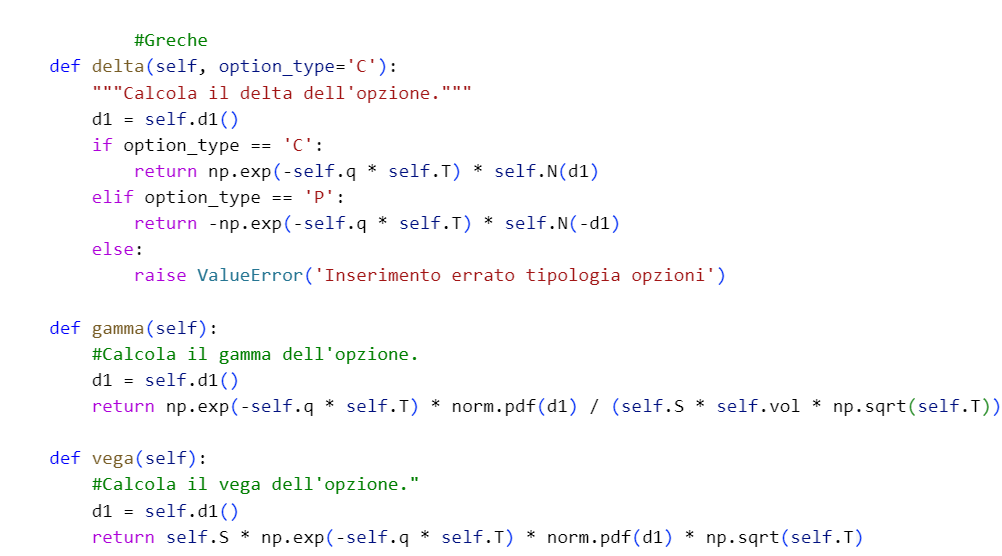 #Greche
def delta(self, option_type='C'):
    """Calcola il delta dell'opzione."""
    d1 = self.d1()
    if option_type == 'C':
        return np.exp(-self.q * self.T) * self.N(d1)
    elif option_type == 'P':
        return -np.exp(-self.q * self.T) * self.N(-d1)
    else:
        raise ValueError('Inserimento errato tipologia opzioni')

def gamma(self):
    #Calcola il gamma dell'opzione.
    d1 = self.d1()
    return np.exp(-self.q * self.T) * norm.pdf(d1) / (self.S * self.vol * np.sqrt(self.T))

def vega(self):
    #Calcola il vega dell'opzione."
    d1 = self.d1()
    return self.S * np.exp(-self.q * self.T) * norm.pdf(d1) * np.sqrt(self.T)